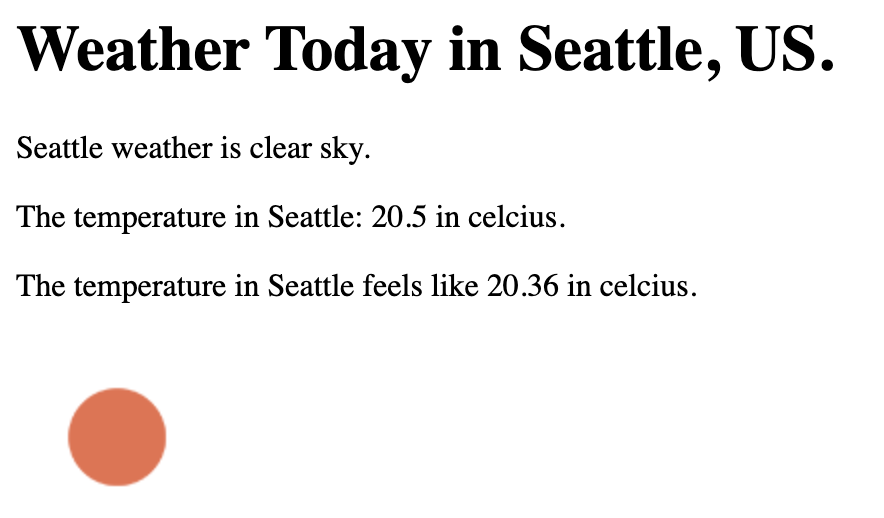 Weather Today in Seattle, US.
Seattle weather is clear sky.
The temperature in Seattle: 20.5 in celcius.
The temperature in Seattle feels like 20.36 in celcius.